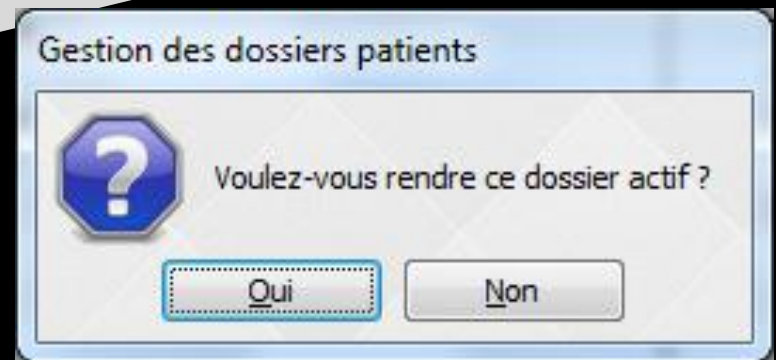 Gestion des dossiers patients
Voulez-vous rendre ce dossier actif ?
Oui
Non